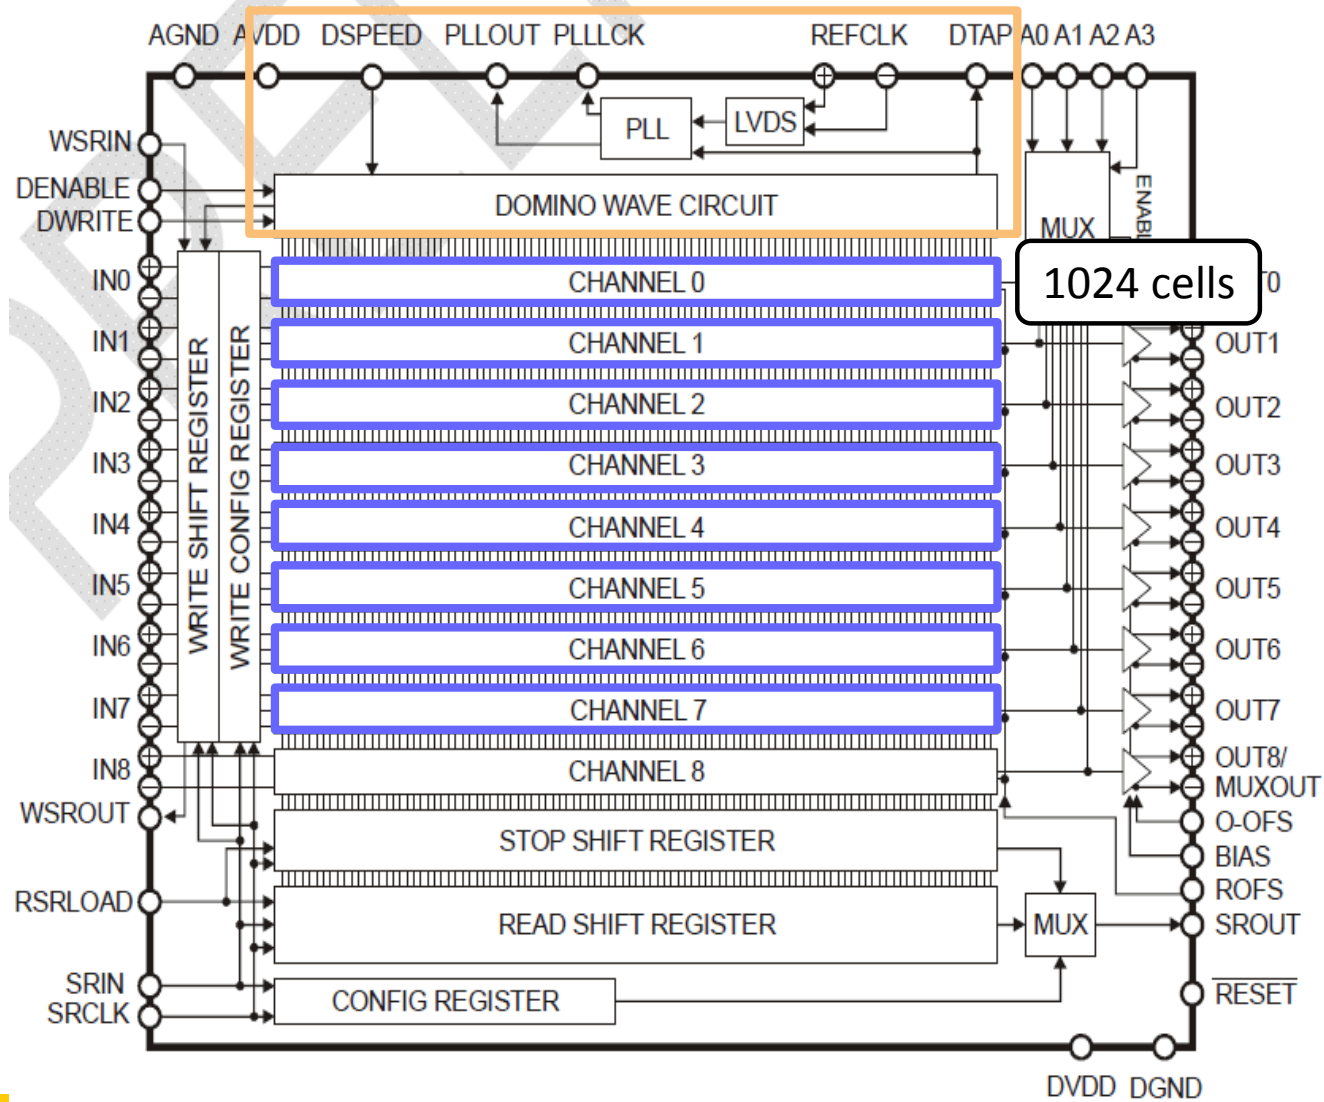 AGND AVDD DSPEED PLLOUT PLLLCK REFCLK DTAP A0 A1 A2 A3
WSRIN
PLL
LVDS
DENABLE
DWRITE
DOMINO WAVE CIRCUIT
MUX
IN0
CHANNEL 0
1024 cells
IN1
CHANNEL 1
OUT1
IN2
CHANNEL 2
OUT2
IN3
CHANNEL 3
OUT3
IN4
CHANNEL 4
OUT4
IN5
CHANNEL 5
OUT5
IN6
CHANNEL 6
OUT6
IN7
CHANNEL 7
OUT7
WRITE SHIFT REGISTER
WRITE CONFIG REGISTER
IN8
CHANNEL 8
OUT8/
MUXOUT
WSROUT
STOP SHIFT REGISTER
O-OFS
BIAS
RSRLOAD
READ SHIFT REGISTER
MUX
ROFS
SROUT
SRIN
SRCLK
CONFIG REGISTER
RESET
DVDD DGND